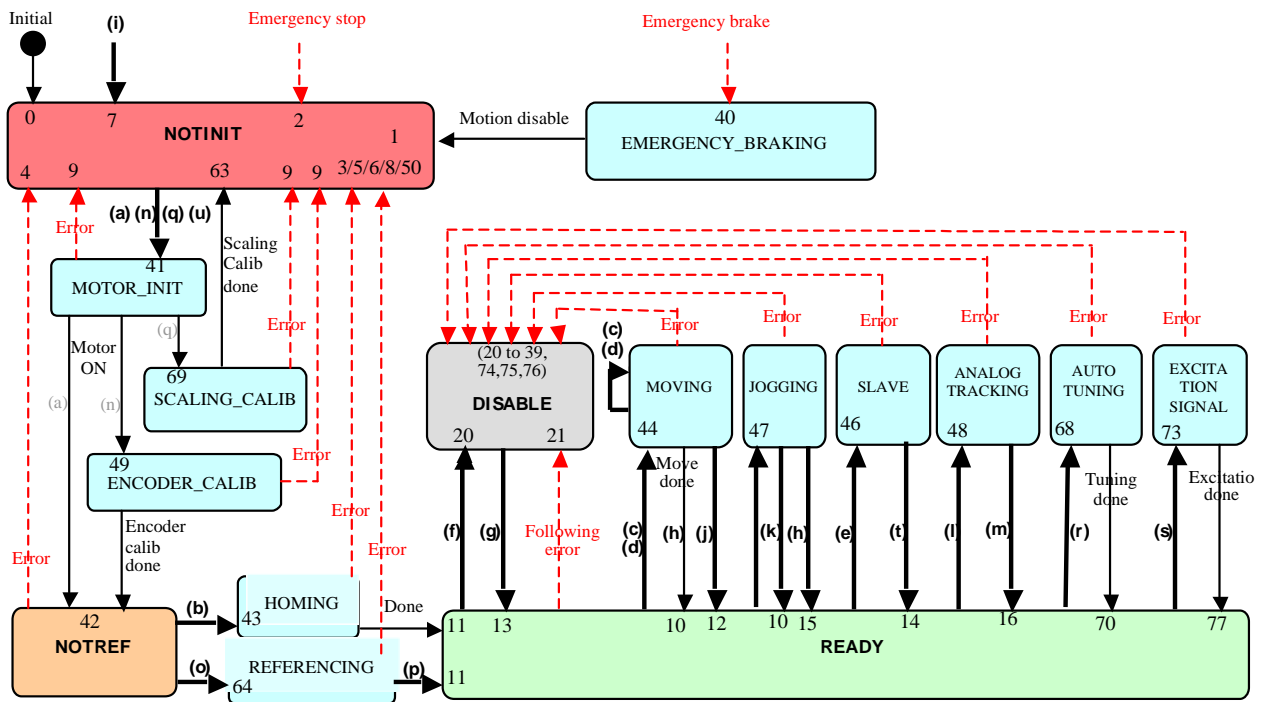 Initial
(i)
Emergency stop
Emergency brake
0
7
2
NOTINIT
1
4
9
63
9
9
3/5/6/8/50
Motion disable
40
EMERGENCY_BRAKING
(a) (n) (q) (u)
Error
Scaling
Calib
done
41
MOTOR_INIT
Motor
ON
(q)
(a)
(n)
Error
69
SCALING_CALIB
49
ENCODER_CALIB
Encoder
calib
done
Error
Error
Error
42
NOTREF
(b)
(o)
HOMING
43
Done
REFERENCING
64
(p)
(20 to 39,
74,75,76)
DISABLE
20
21
(f)
(g)
Following
error
(c)
(d)
Error
Error
Error
Error
Error
Error
MOVING
44
JOGGING
47
SLAVE
46
ANALOG
TRACKING
48
AUTO
TUNING
68
EXCITA
TION
SIGNAL
73
Move
done
Tuning
done
Excitatio
done
(c)
(d)
(h)
(j)
(k)
(h)
(e)
(t)
(l)
(m)
(r)
(s)
11
13
10
12
10
15
14
16
70
77
READY
11